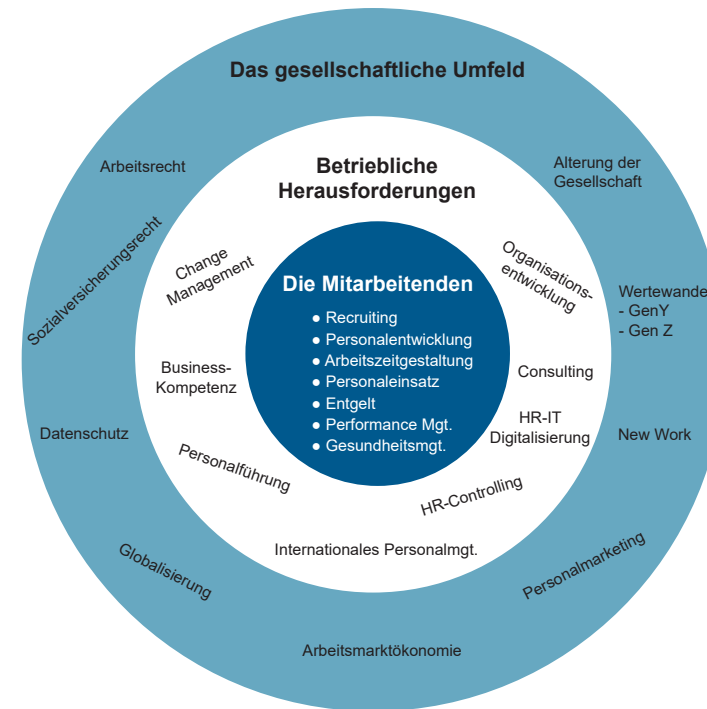 Das gesellschaftliche Umfeld
Arbeitsrecht
Alterung der
Gesellschaft
Sozialversicherungsrecht
Wertewandel
- GenY
- Gen Z
Datenschutz
New Work
Globalisierung
Personalmarketing
Arbeitsmarktökonomie
Betriebliche
Herausforderungen
Change
Management
Organisations-
entwicklung
Business-
Kompetenz
Consulting
HR-IT
Digitalisierung
Personalführung
HR-Controlling
Internationales Personalmgt.
Die Mitarbeitenden
● Recruiting
● Personalentwicklung
● Arbeitszeitgestaltung
● Personaleinsatz
● Entgelt
● Performance Mgt.
● Gesundheitsmgt.